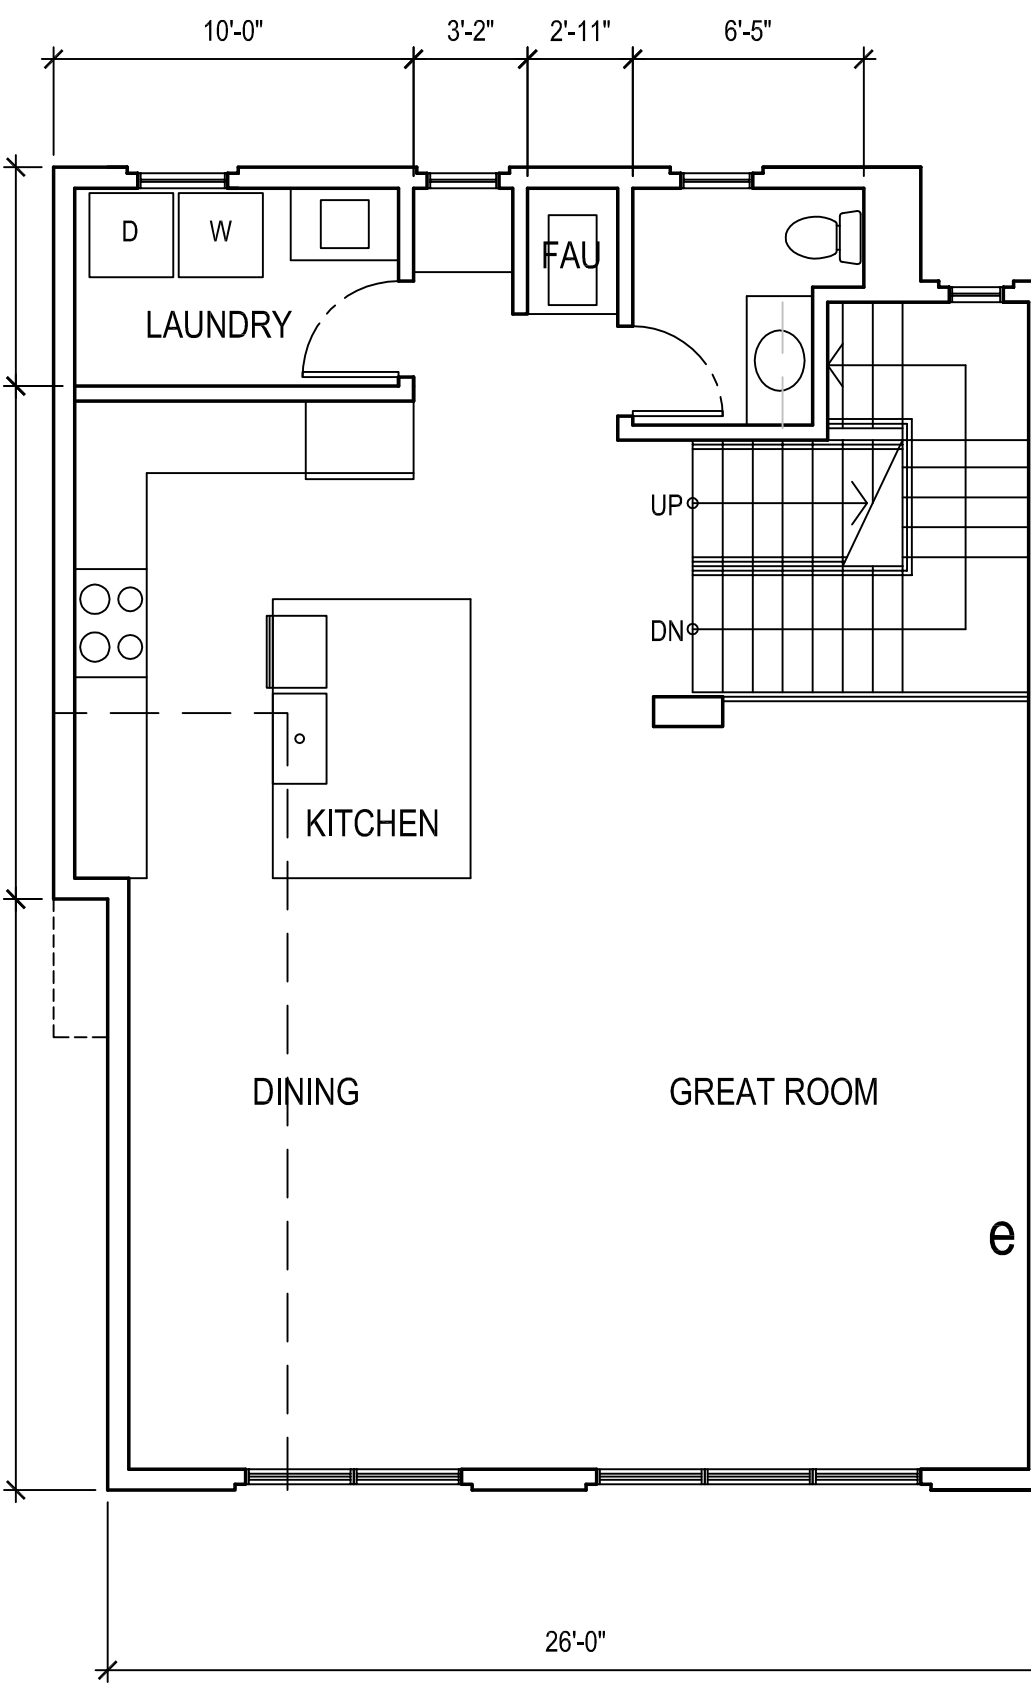 10'-0" 3'-2" 2'-11" 6'-5"
D W FAU
LAUNDRY
UP
DN
KITCHEN
DINING GREAT ROOM
e
26'-0"